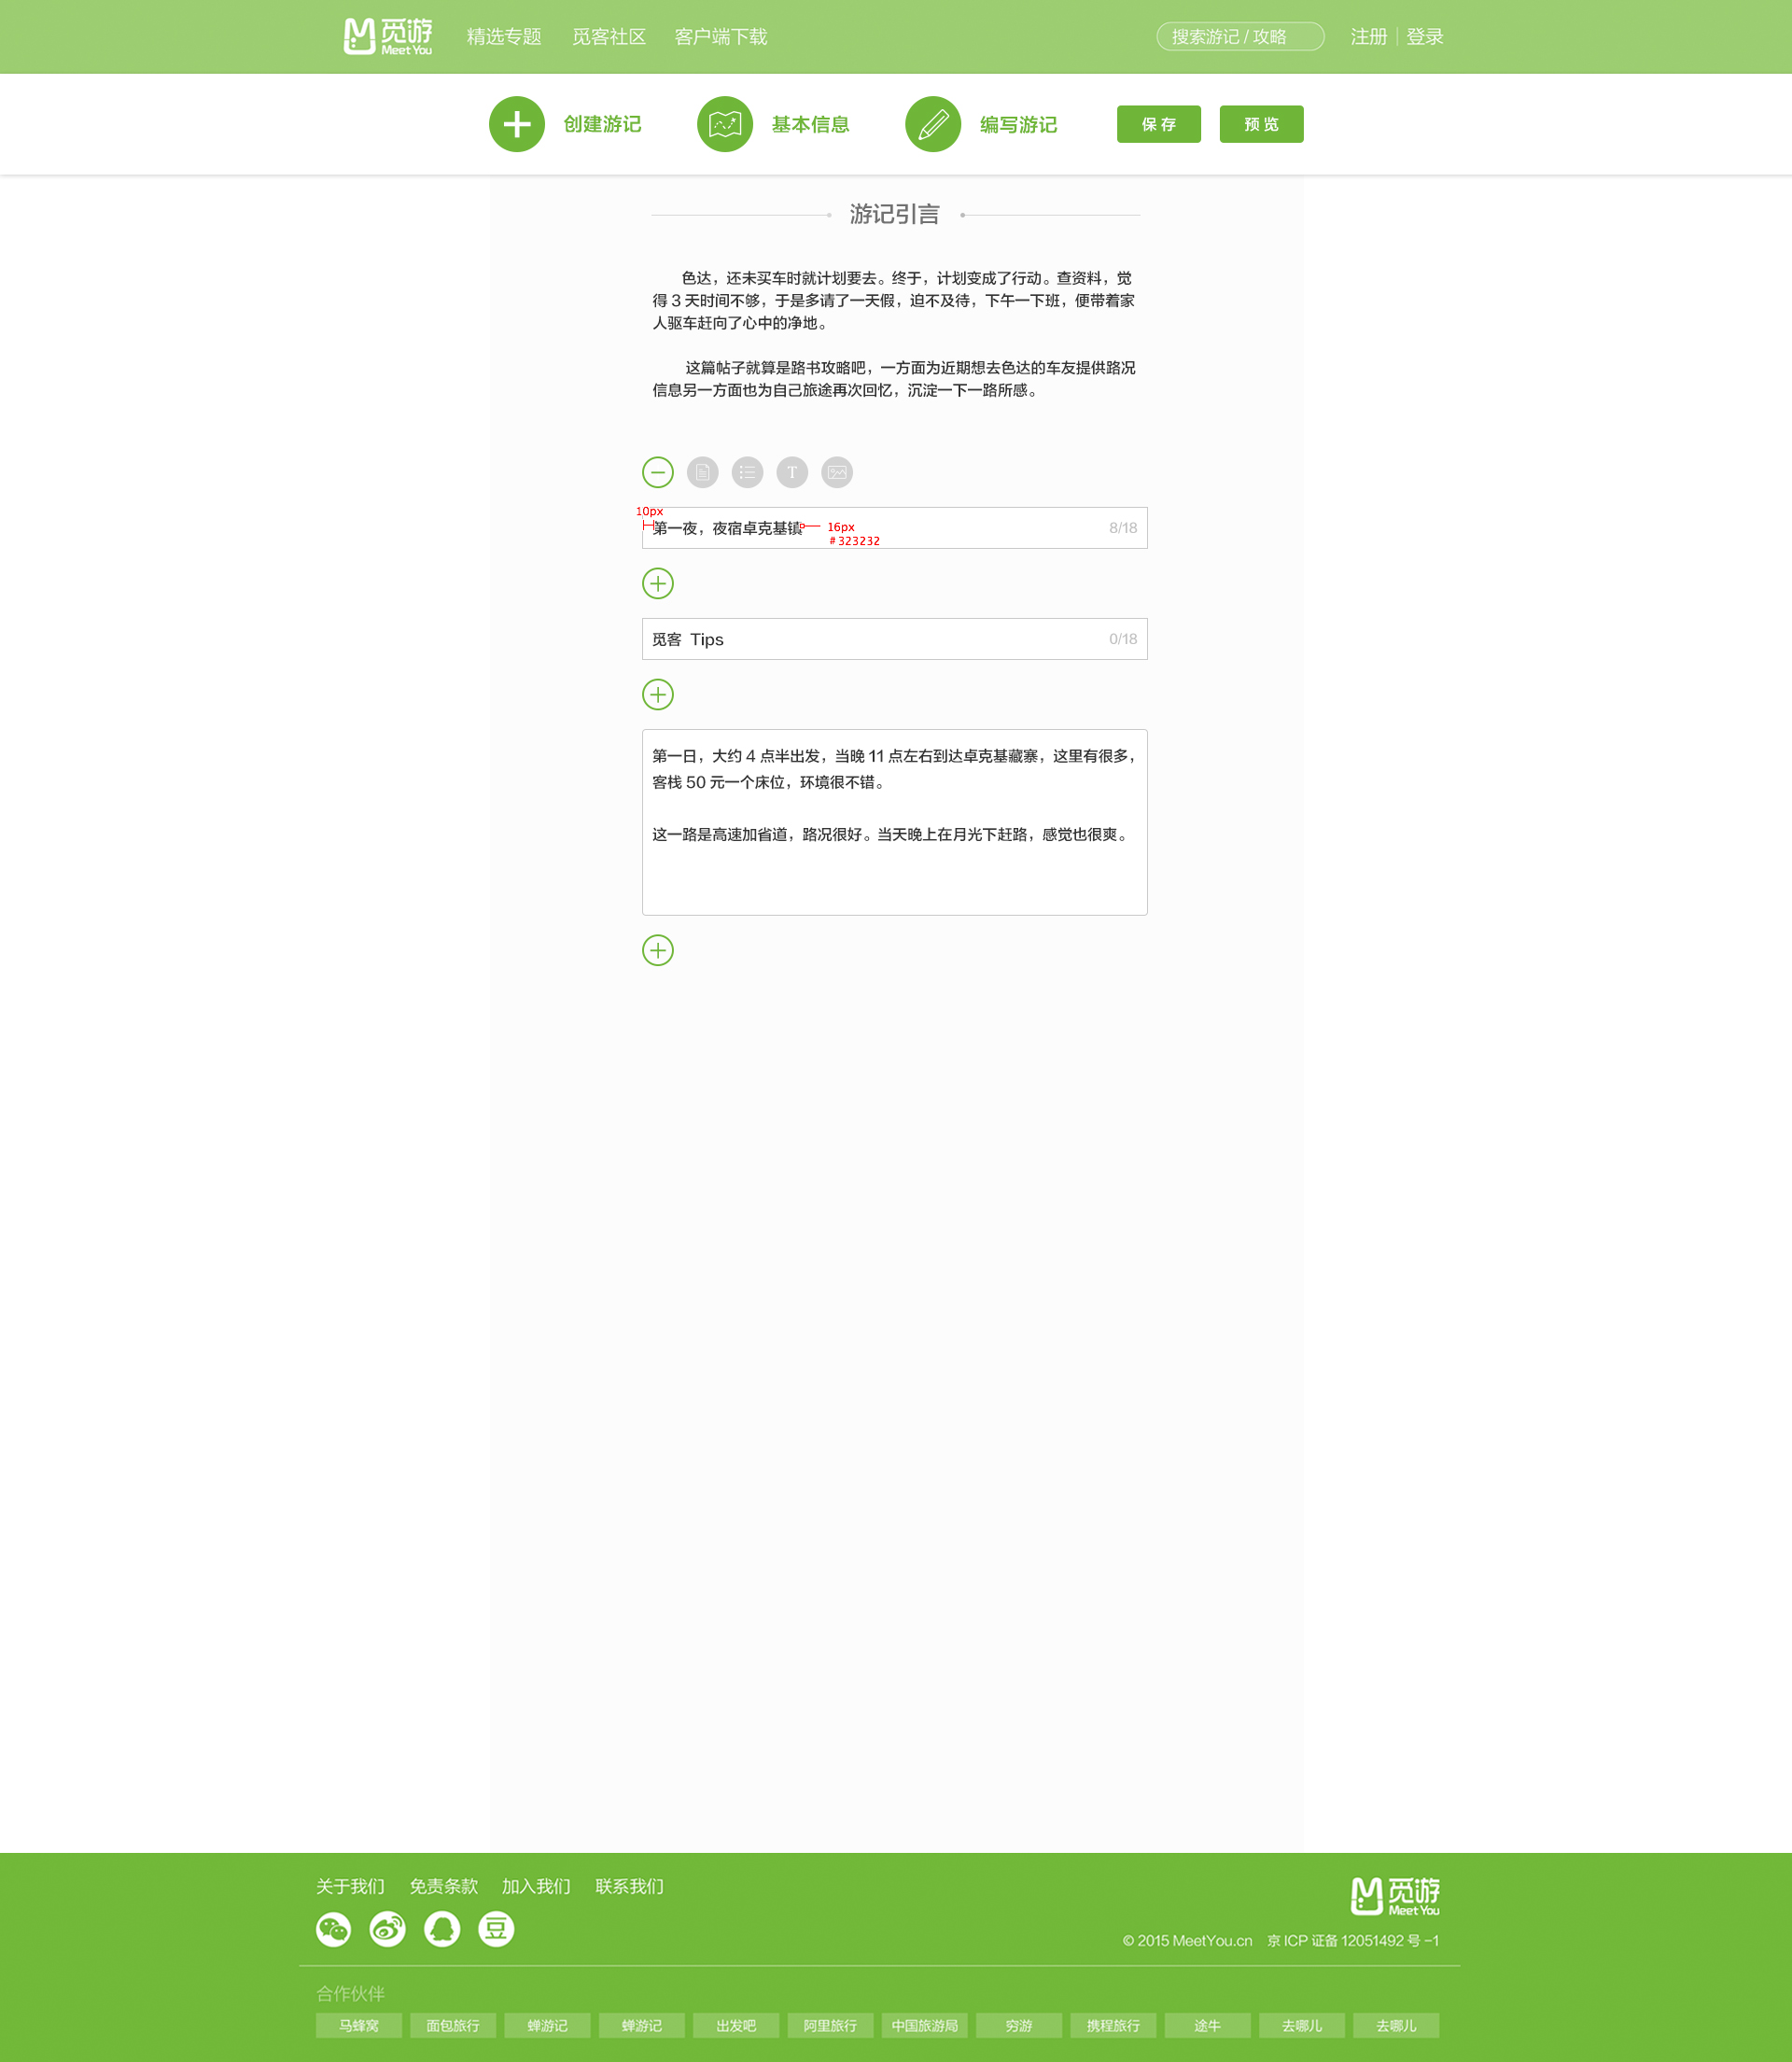 觅游
Meet You
精选专题 觅客社区 客户端下载
搜索游记 / 攻略
注册 登录
创建游记 基本信息 编写游记 保存 预览
游记引言
色达，还未买车时就计划要去。终于，计划变成了行动。查资料，觉
得 3 天时间不够，于是多请了一天假，迫不及待，下午一下班，便带着家
人驱车赶向了心中的净地。
这篇帖子就算是路书攻略吧，一方面为近期想去色达的车友提供路况
信息另一方面也为自己旅途再次回忆，沉淀一下一路所感。
T
10px
第一夜，夜宿卓克基镇 16px 8/18
#323232
觅客 Tips 0/18
第一日，大约 4 点半出发，当晚 11 点左右到达卓克基藏寨，这里有很多，
客栈 50 元一个床位，环境很不错。
这一路是高速加省道，路况很好。当天晚上在月光下赶路，感觉也很爽。
关于我们 免责条款 加入我们 联系我们
觅游
Meet You
豆
© 2015 MeetYou.cn 京 ICP 证备 12051492 号 -1
合作伙伴
马蜂窝 面包旅行 蝉游记 蝉游记 出发吧 阿里旅行 中国旅游局 穷游 携程旅行 途牛 去哪儿 去哪儿